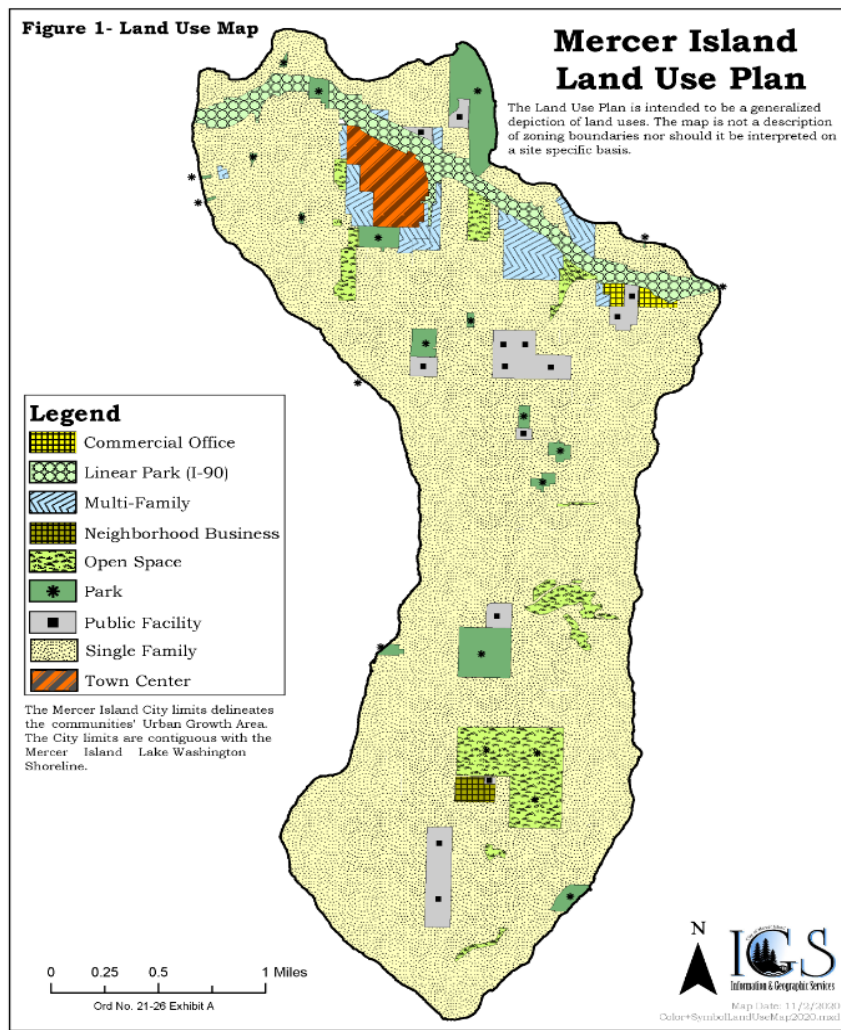 Figure 1- Land Use Map
Mercer Island
Land Use Plan
The Land Use Plan is intended to be a generalized
depiction of land uses. The map is not a description
of zoning boundaries nor should it be interpreted on
a site specific basis.
Legend
Commercial Office
Linear Park (I-90)
Multi-Family
Neighborhood Business
Open Space
Park
Public Facility
Single Family
Town Center
The Mercer Island City limits delineates
the communities' Urban Growth Area.
The City limits are contiguous with the
Mercer Island Lake Washington
Shoreline.
0 0.25 0.5 1 Miles
Ord No. 21-26 Exhibit A
N
IGS
Information & Geographic Services
Map Date: 11/2/2020
Color+SymbolLandUseMap2020.mxd